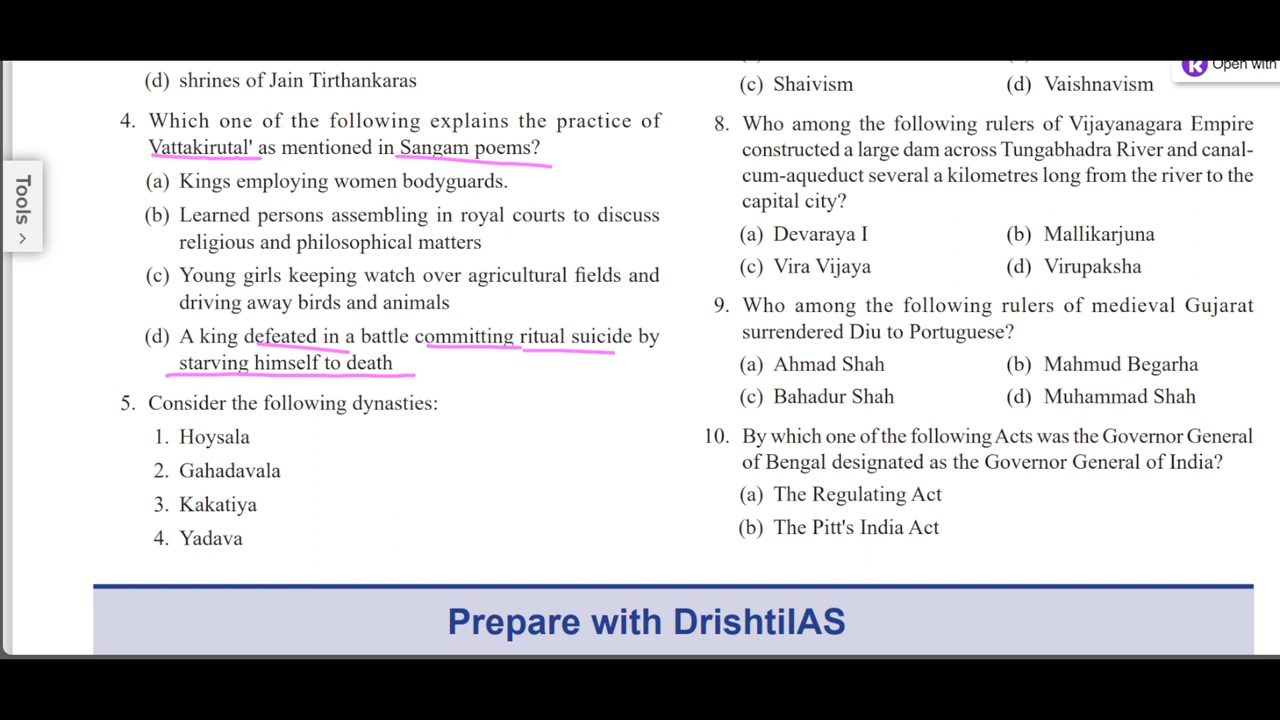 (d) shrines of Jain Tirthankaras
4. Which one of the following explains the practice of
Vattakirutal' as mentioned in Sangam poems?
(a) Kings employing women bodyguards.
(b) Learned persons assembling in royal courts to discuss
religious and philosophical matters
(c) Young girls keeping watch over agricultural fields and
driving away birds and animals
(d) A king defeated in a battle committing ritual suicide by
starving himself to death
5. Consider the following dynasties:
1. Hoysala
2. Gahadavala
3. Kakatiya
4. Yadava
(c) Shaivism (d) Vaishnavism
8. Who among the following rulers of Vijayanagara Empire
constructed a large dam across Tungabhadra River and canal-
cum-aqueduct several a kilometres long from the river to the
capital city?
(a) Devaraya I (b) Mallikarjuna
(c) Vira Vijaya (d) Virupaksha
9. Who among the following rulers of medieval Gujarat
surrendered Diu to Portuguese?
(a) Ahmad Shah (b) Mahmud Begarha
(c) Bahadur Shah (d) Muhammad Shah
10. By which one of the following Acts was the Governor General
of Bengal designated as the Governor General of India?
(a) The Regulating Act
(b) The Pitt's India Act
Prepare with DrishtiIAS
Tools
Open with